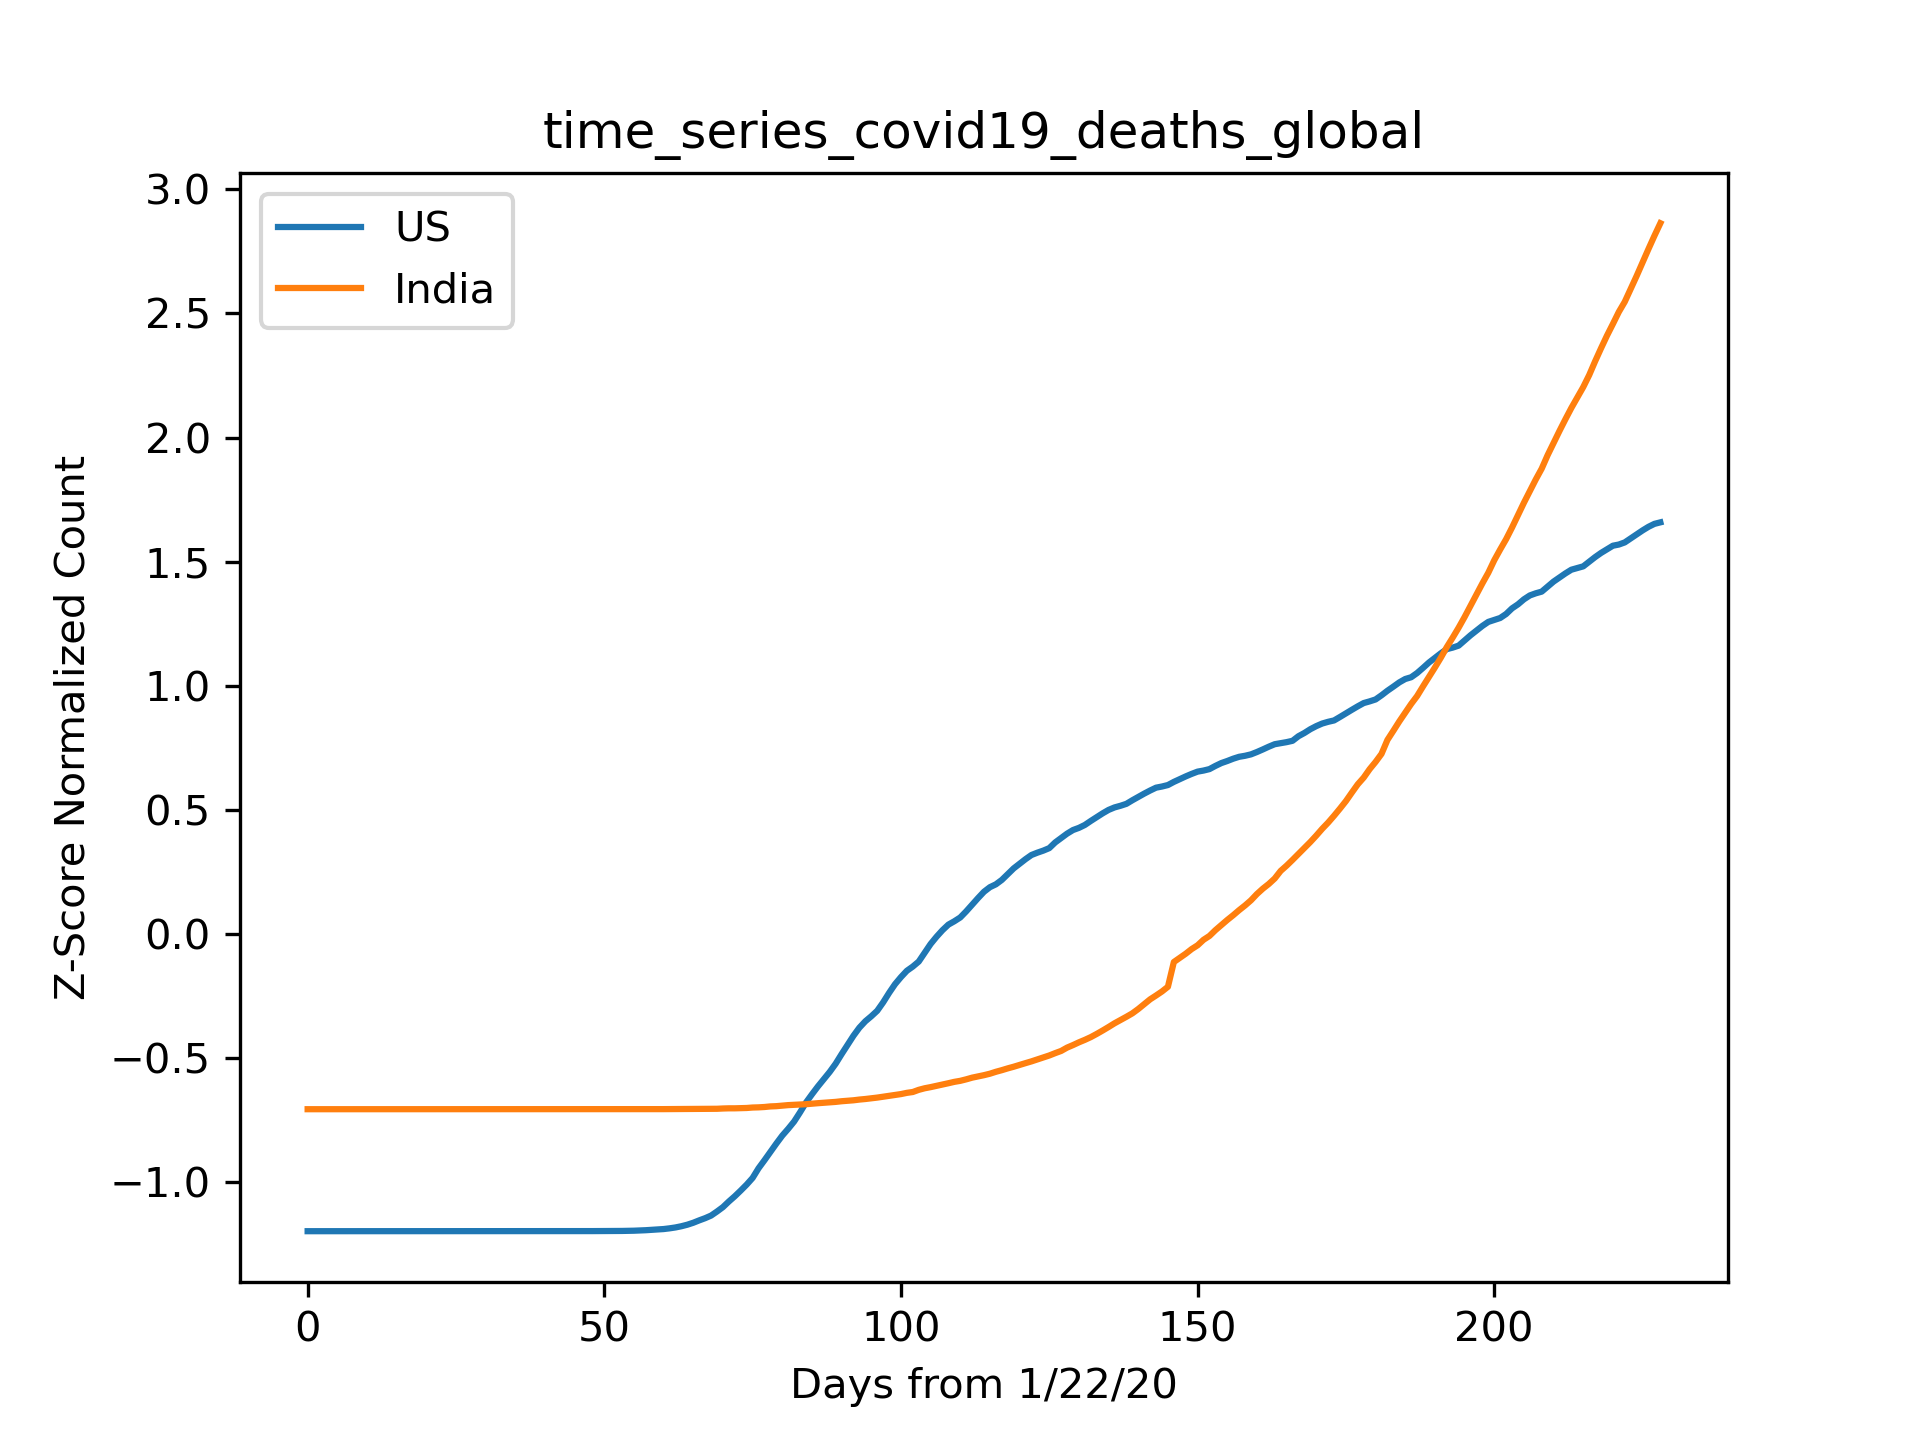 time_series_covid19_deaths_global
3.0
2.5
2.0
1.5
1.0
0.5
0.0
−0.5
−1.0
Z-Score Normalized Count
US
India
0 50 100 150 200
Days from 1/22/20